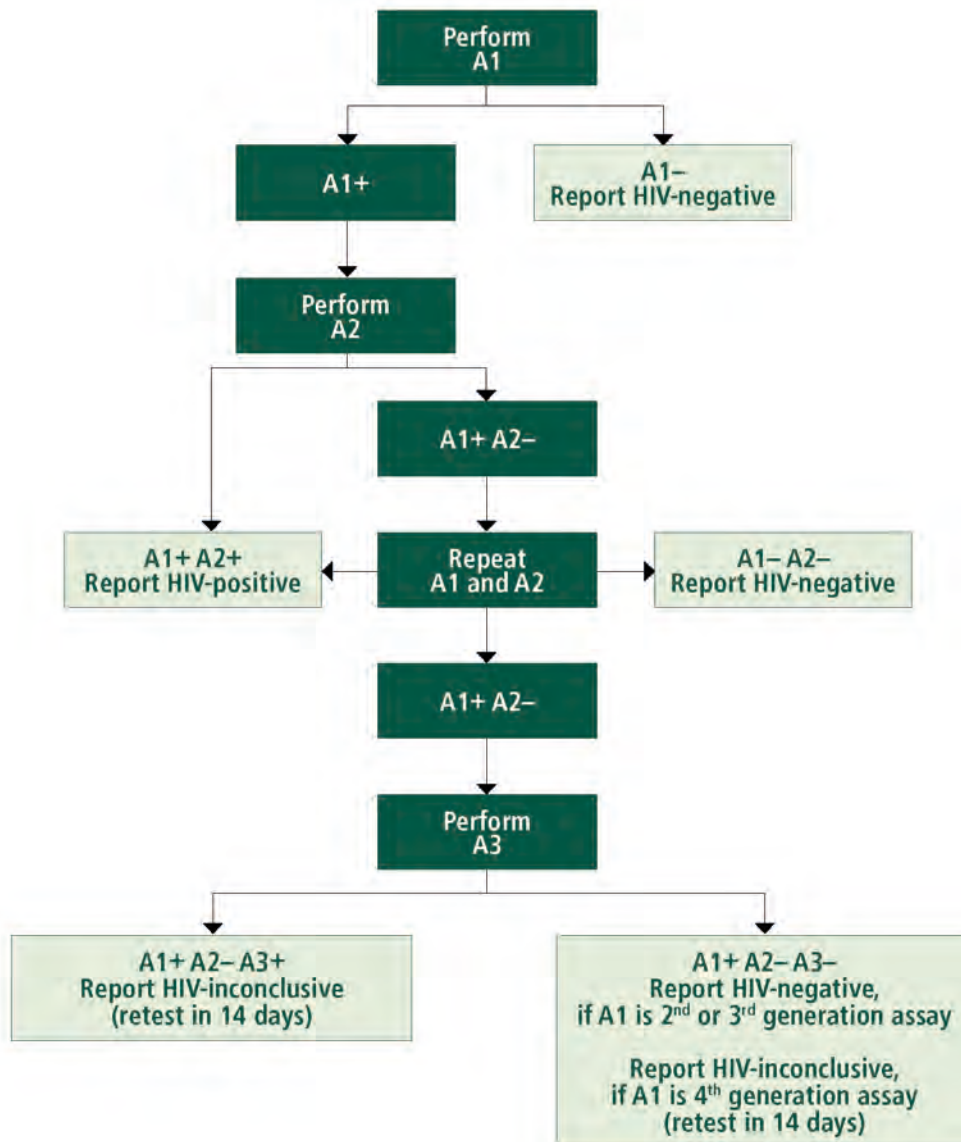 Perform
A1
A1+
A1–
Report HIV-negative
Perform
A2
A1+ A2–
A1+ A2+
Report HIV-positive
Repeat
A1 and A2
A1– A2–
Report HIV-negative
A1+ A2–
Perform
A3
A1+ A2– A3+
Report HIV-inconclusive
(retest in 14 days)
A1+ A2– A3–
Report HIV-negative,
if A1 is 2nd or 3rd generation assay
Report HIV-inconclusive,
if A1 is 4th generation assay
(retest in 14 days)